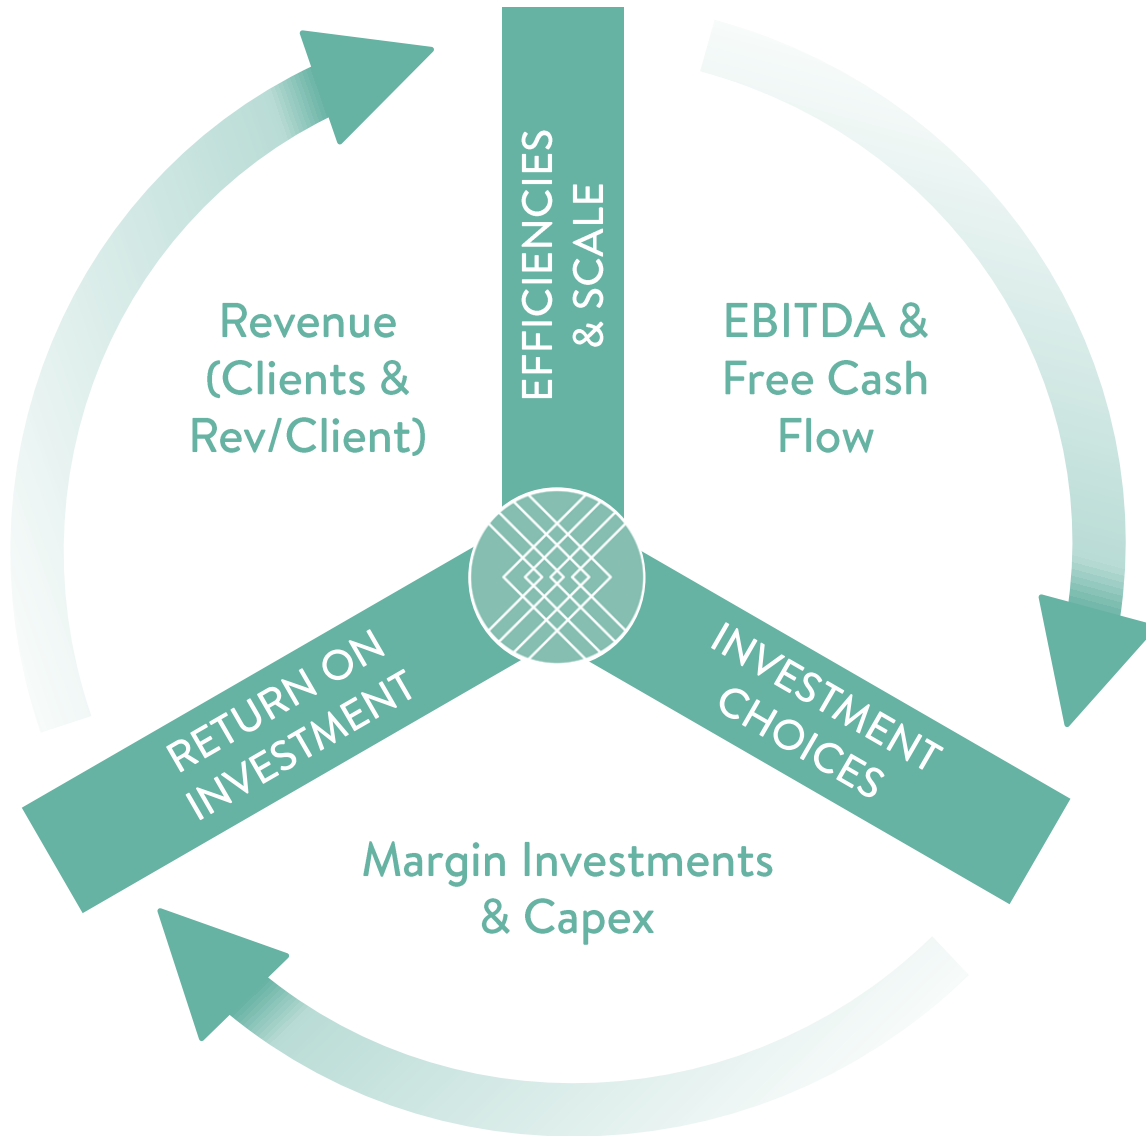 EFFICIENCIES
& SCALE
Revenue
(Clients &
Rev/Client)
EBITDA &
Free Cash
Flow
RETURN ON
INVESTMENT
INVESTMENT
CHOICES
Margin Investments
& Capex